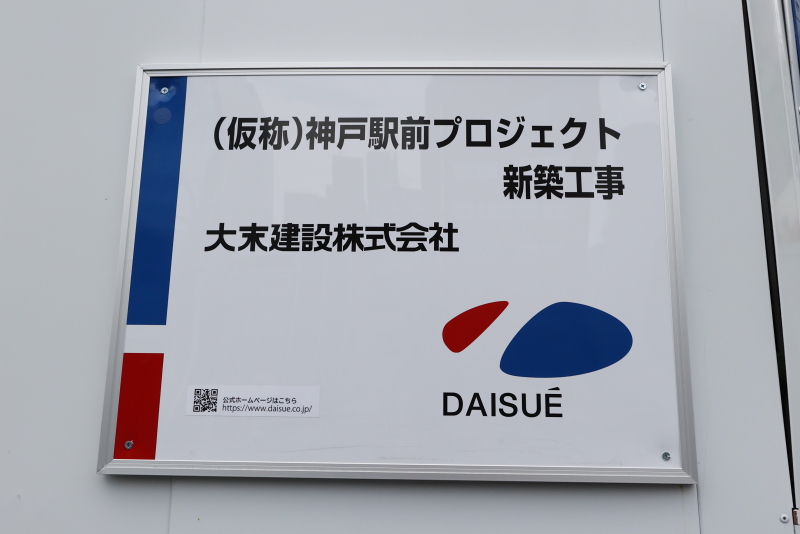 (仮称)神戸駅前プロジェクト
新築工事
大末建設株式会社
DAISUÉ
公式ホームページはこちら
https://www.daisue.co.jp/